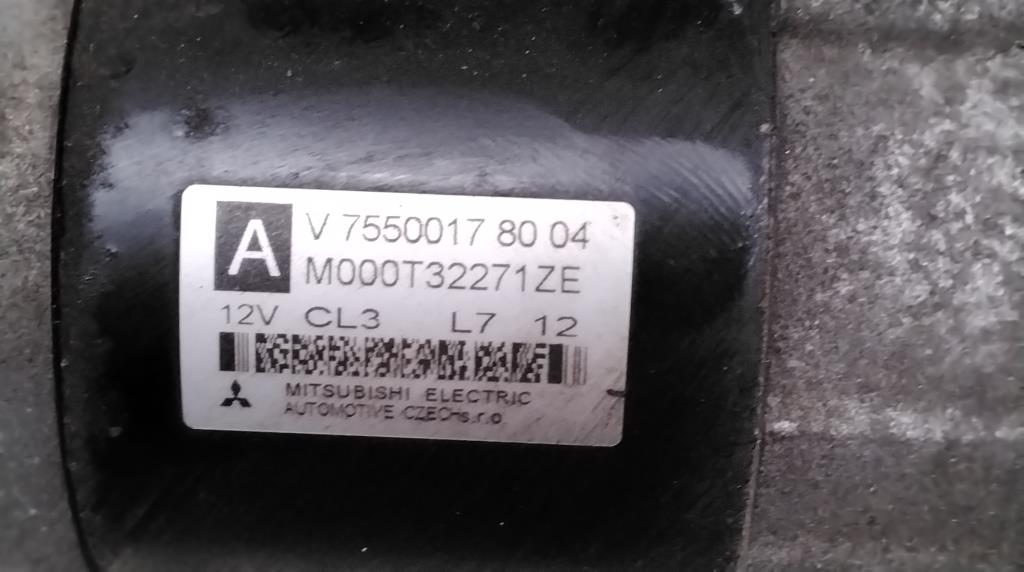 A
V 7550017 80 04
M000T32271ZE
12V CL3 L7 12
MITSUBISHI ELECTRIC
AUTOMOTIVE CZECH s.r.o